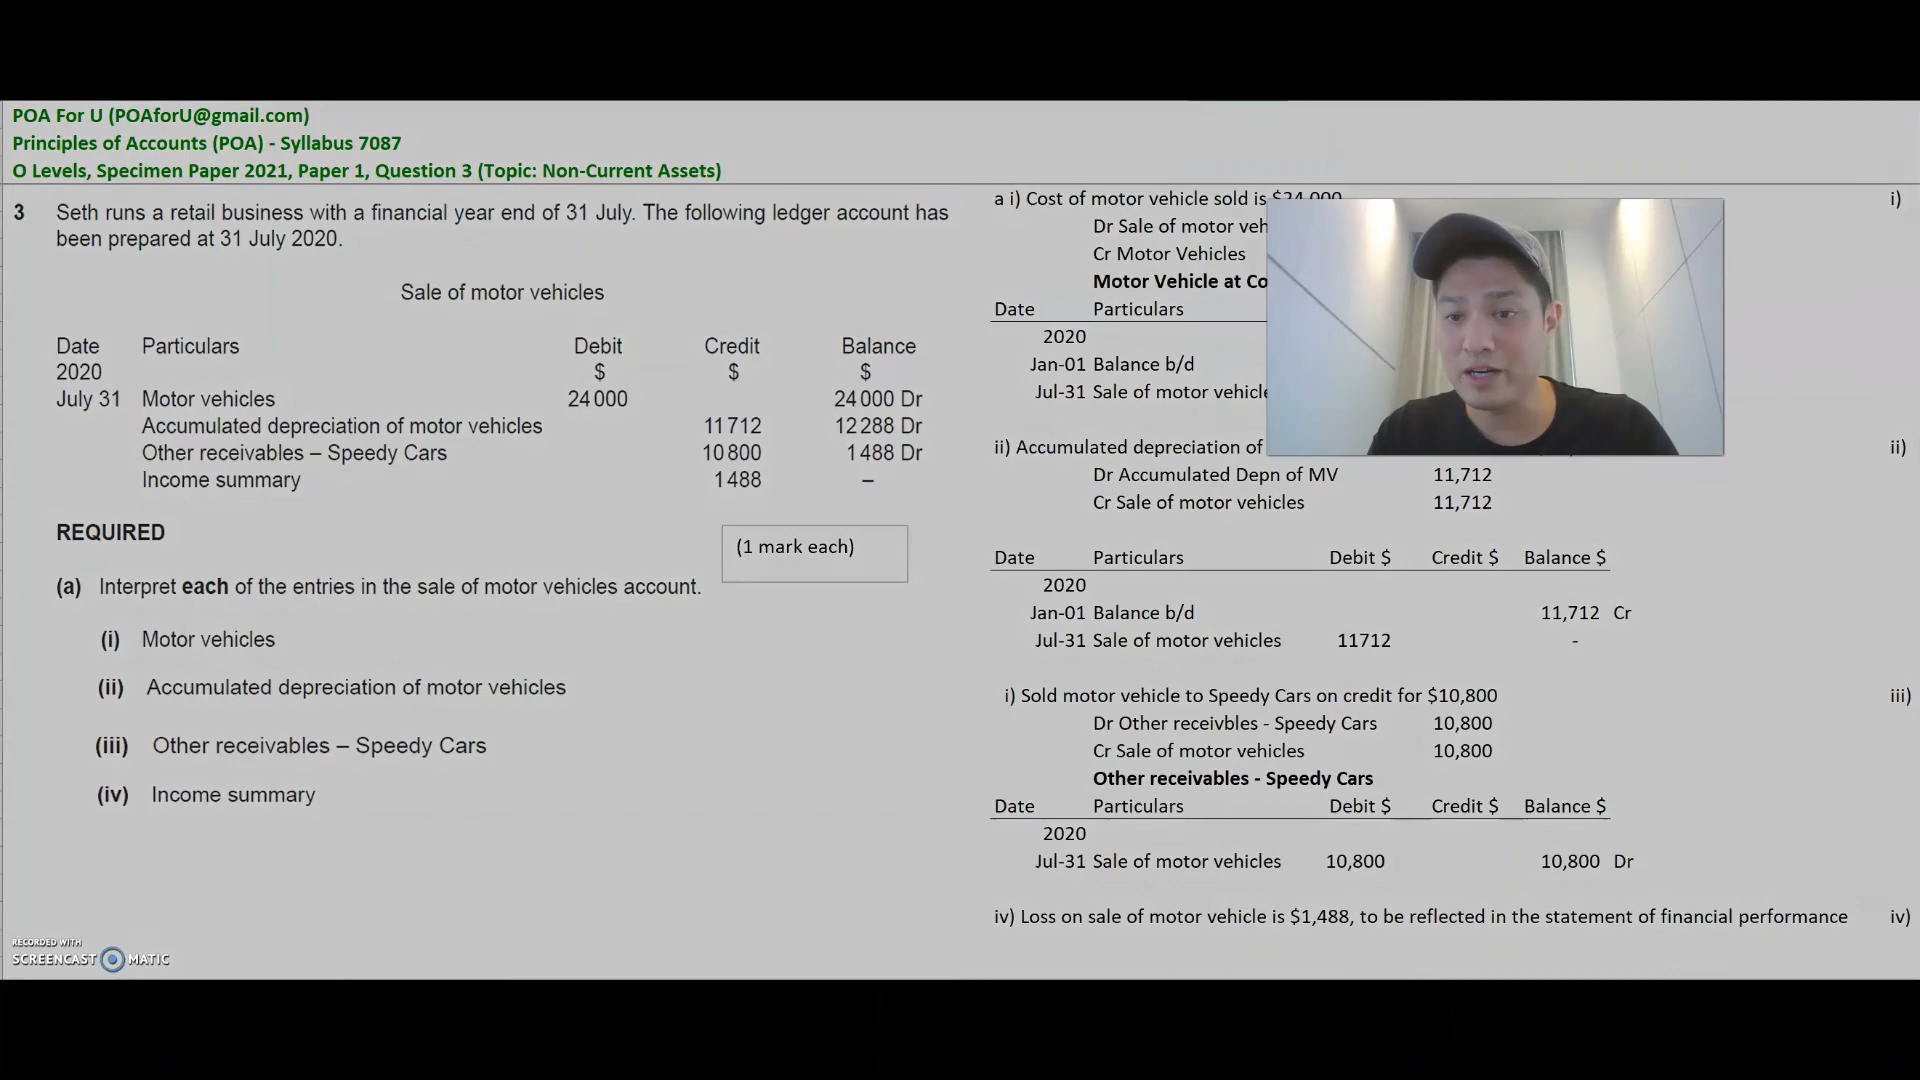 POA For U (POAforU@gmail.com)
Principles of Accounts (POA) - Syllabus 7087
O Levels, Specimen Paper 2021, Paper 1, Question 3 (Topic: Non-Current Assets)
3 Seth runs a retail business with a financial year end of 31 July. The following ledger account has
been prepared at 31 July 2020.
Sale of motor vehicles
Date Particulars Debit Credit Balance
2020 $ $ $
July 31 Motor vehicles 24 000 24 000 Dr
Accumulated depreciation of motor vehicles 11 712 12 288 Dr
Other receivables – Speedy Cars 10 800 1 488 Dr
Income summary 1 488 –
REQUIRED
(1 mark each)
(a) Interpret each of the entries in the sale of motor vehicles account.
(i) Motor vehicles
(ii) Accumulated depreciation of motor vehicles
(iii) Other receivables – Speedy Cars
(iv) Income summary
RECORDED WITH
SCREENCAST MATIC
a i) Cost of motor vehicle sold is $24,000
Dr Sale of motor
Cr Motor Vehicles
Motor Vehicle at
Date Particulars
2020
Jan-01 Balance b/d
Jul-31 Sale of motor
ii) Accumulated depreciation of
Dr Accumulated Depn of MV 11,712
Cr Sale of motor vehicles 11,712
Date Particulars Debit $ Credit $ Balance $
2020
Jan-01 Balance b/d 11,712 Cr
Jul-31 Sale of motor vehicles 11712 -
i) Sold motor vehicle to Speedy Cars on credit for $10,800
Dr Other receivbles - Speedy Cars 10,800
Cr Sale of motor vehicles 10,800
Other receivables - Speedy Cars
Date Particulars Debit $ Credit $ Balance $
2020
Jul-31 Sale of motor vehicles 10,800 10,800 Dr
iv) Loss on sale of motor vehicle is $1,488, to be reflected in the statement of financial performance
i)
ii)
iii)
iv)